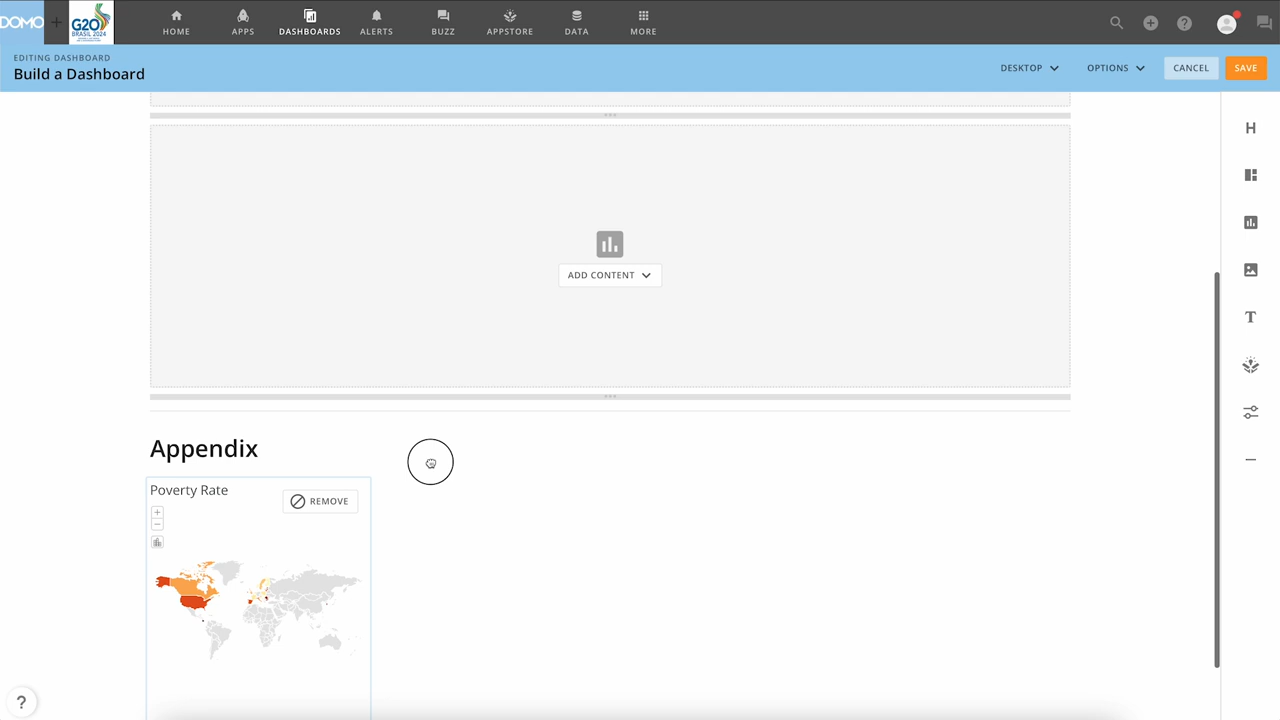 DOMO
+
G20
BRASIL 2024
HOME
APPS
DASHBOARDS
ALERTS
BUZZ
APPSTORE
DATA
MORE
?
EDITING DASHBOARD
Build a Dashboard
DESKTOP
OPTIONS
CANCEL
SAVE
H
T
ADD CONTENT
Appendix
Poverty Rate
REMOVE
+
−
?